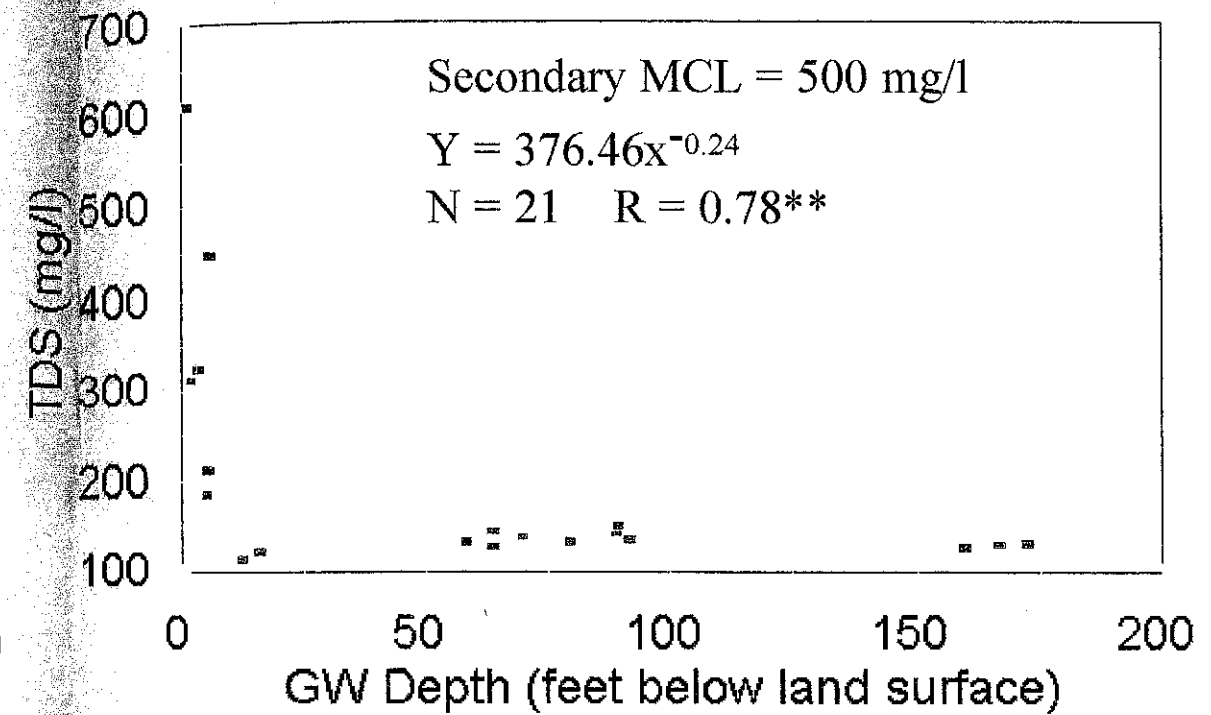 700
600
500
400
300
200
100
TDS (mg/l)
Secondary MCL = 500 mg/l
Y = 376.46x⁻⁰·²⁴
N = 21 R = 0.78**
0 50 100 150 200
GW Depth (feet below land surface)